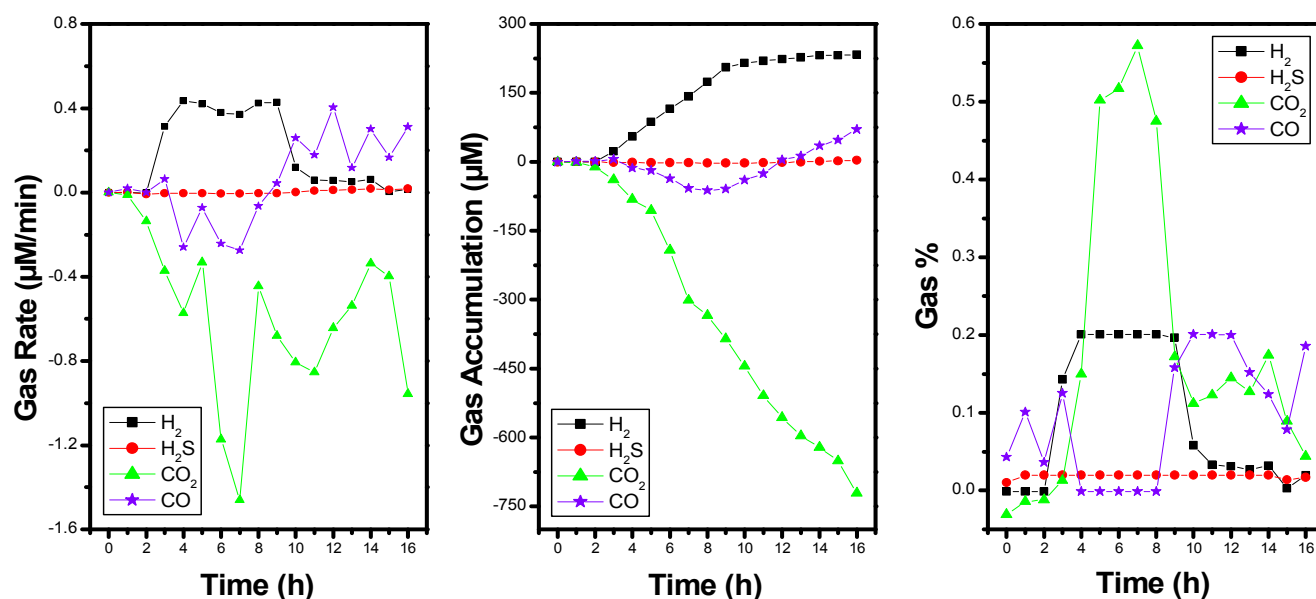 Gas Rate (µM/min)
0.8
0.4
0.0
-0.4
-0.8
-1.2
-1.6
H₂
H₂S
CO₂
CO
0 2 4 6 8 10 12 14 16
Time (h)
Gas Accumulation (µM)
300
150
0
-150
-300
-450
-600
-750
H₂
H₂S
CO₂
CO
0 2 4 6 8 10 12 14 16
Time (h)
Gas %
0.6
0.5
0.4
0.3
0.2
0.1
0.0
H₂
H₂S
CO₂
CO
0 2 4 6 8 10 12 14 16
Time (h)